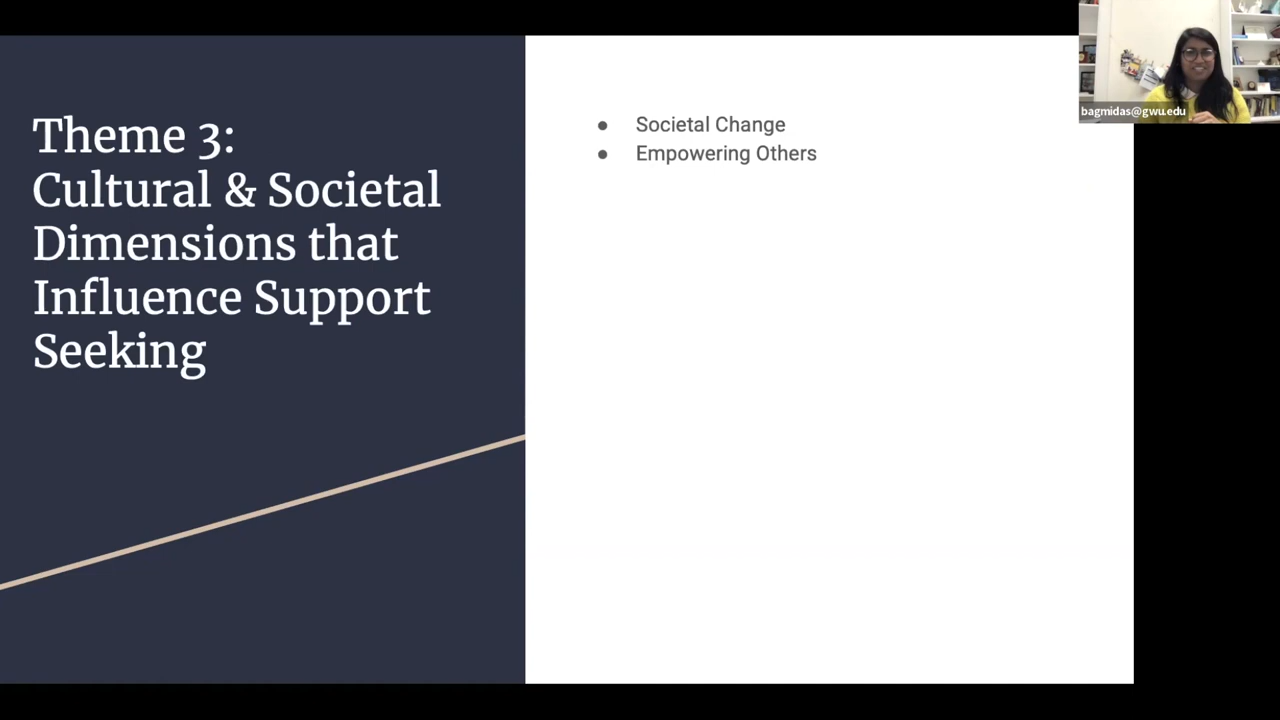 Theme 3:
Cultural & Societal
Dimensions that
Influence Support
Seeking
● Societal Change
● Empowering Others
bagmidas@gwu.edu